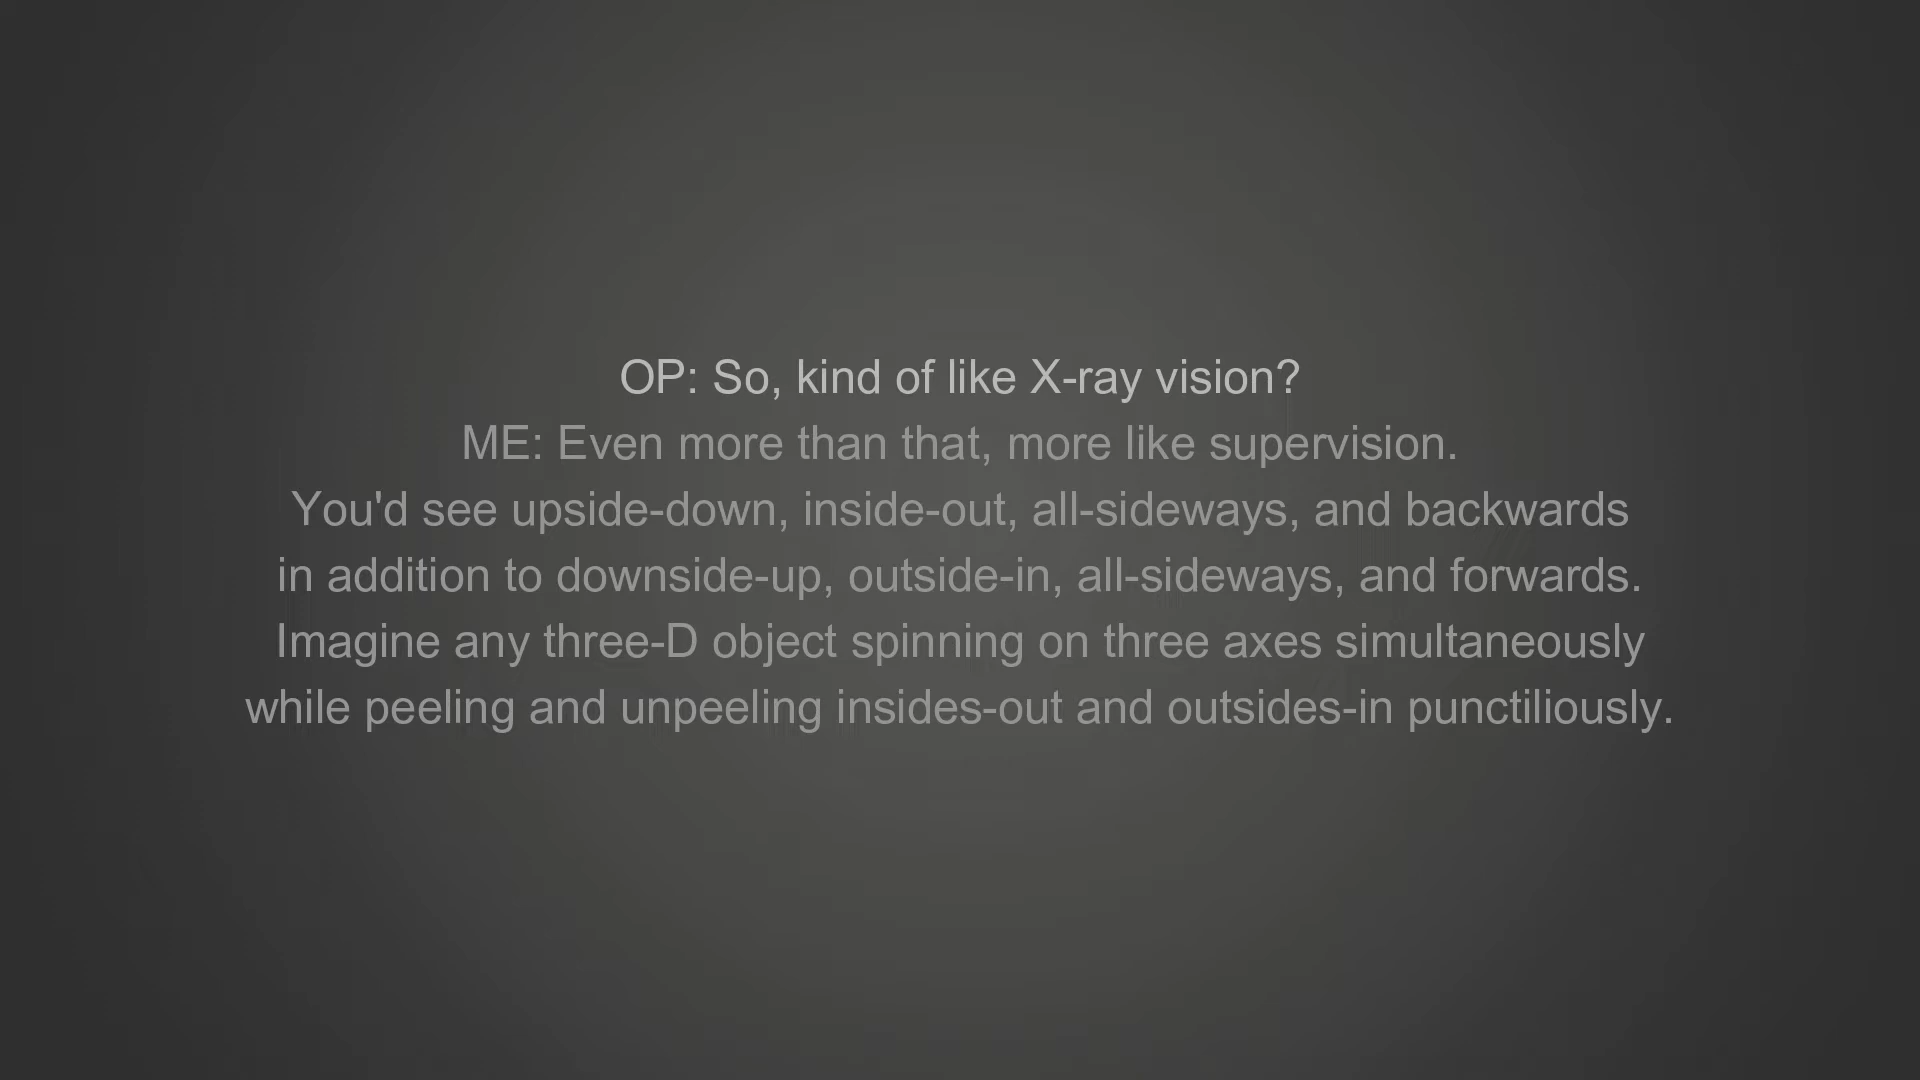 OP: So, kind of like X-ray vision?
ME: Even more than that, more like supervision.
You'd see upside-down, inside-out, all-sideways, and backwards
in addition to downside-up, outside-in, all-sideways, and forwards.
Imagine any three-D object spinning on three axes simultaneously
while peeling and unpeeling insides-out and outsides-in punctiliously.